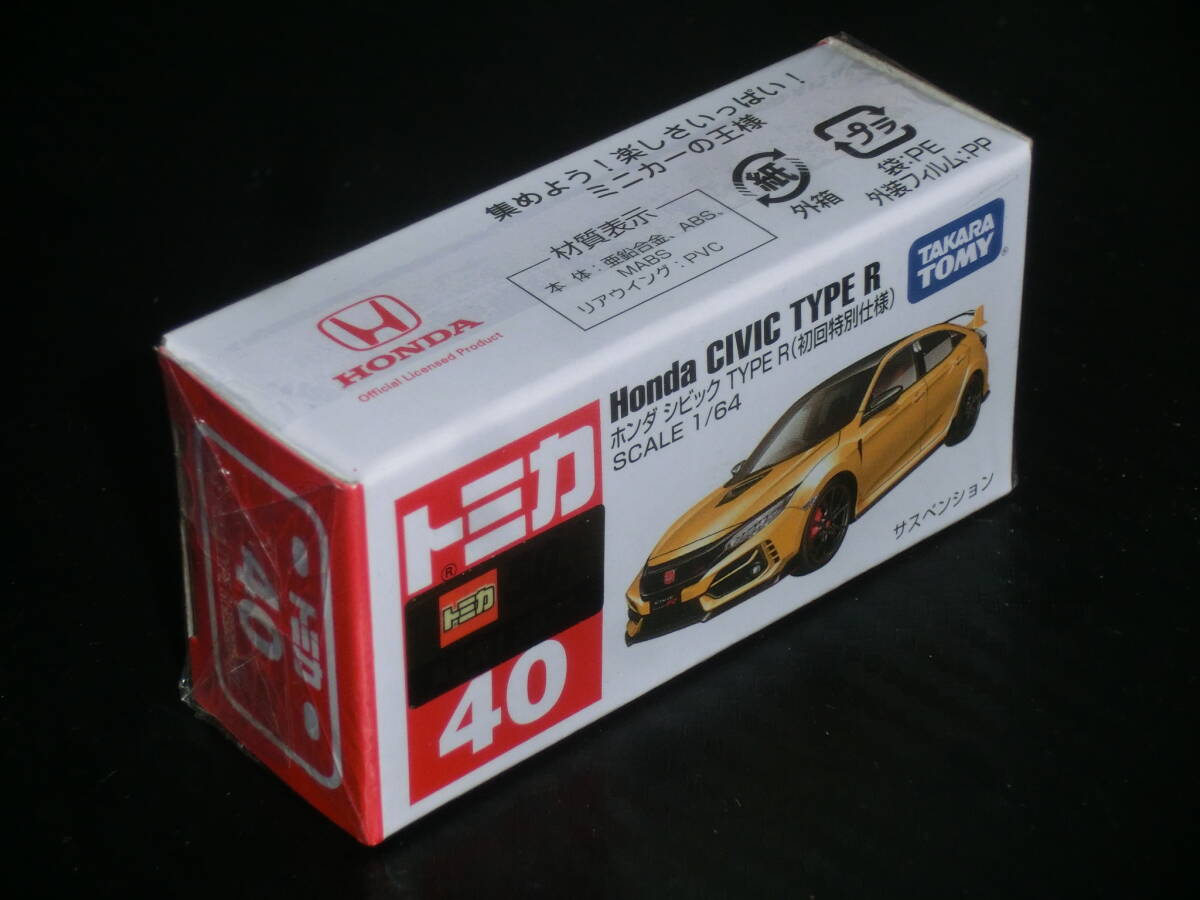 集めよう！楽しさいっぱい！
ミニカーの王様
材質表示
本体：亜鉛合金、ABS、
MABS
リアウイング：PVC
紙
外箱
プラ
袋:PE
外装フィルム:PP
HONDA
Official Licensed Product
TAKARA
TOMY®
Honda CIVIC TYPE R
ホンダ シビック TYPE R(初回特別仕様)
SCALE 1/64
サスペンション
トミカ
®
トミカ
40
トミカ
40